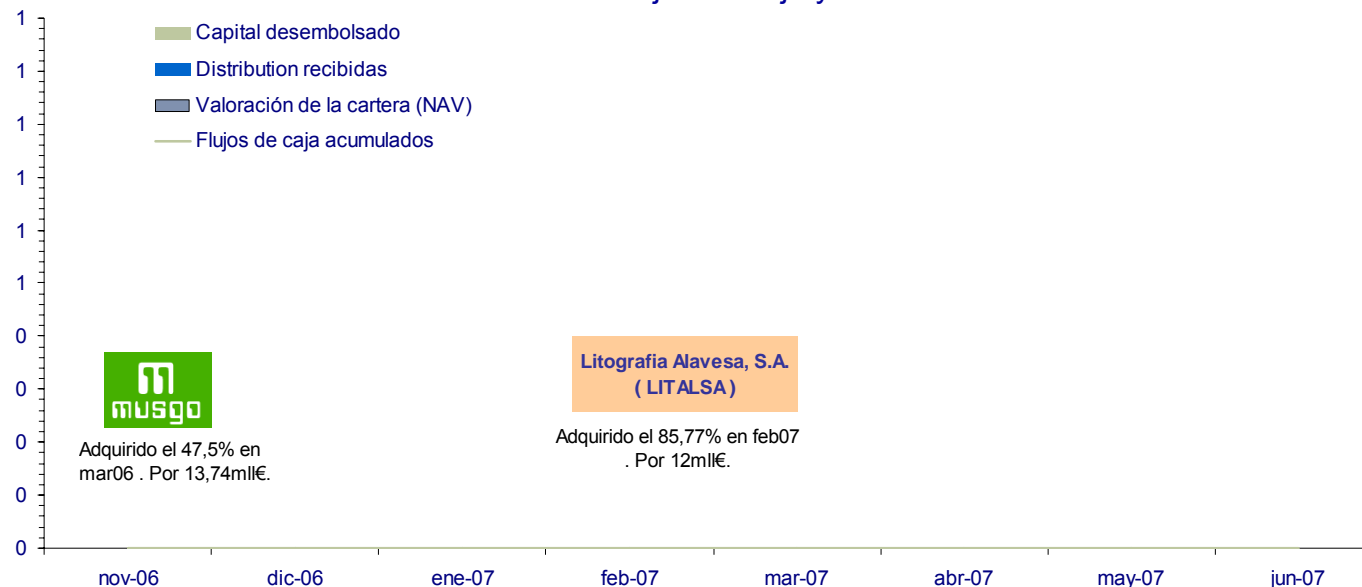 1
1
1
1
1
1
0
0
0
0
0
Capital desembolsado
Distribution recibidas
Valoración de la cartera (NAV)
Flujos de caja acumulados
musgo
Adquirido el 47,5% en
mar06 . Por 13,74mll€.
Litografia Alavesa, S.A.
( LITALSA )
Adquirido el 85,77% en feb07
. Por 12mll€.
nov-06 dic-06 ene-07 feb-07 mar-07 abr-07 may-07 jun-07